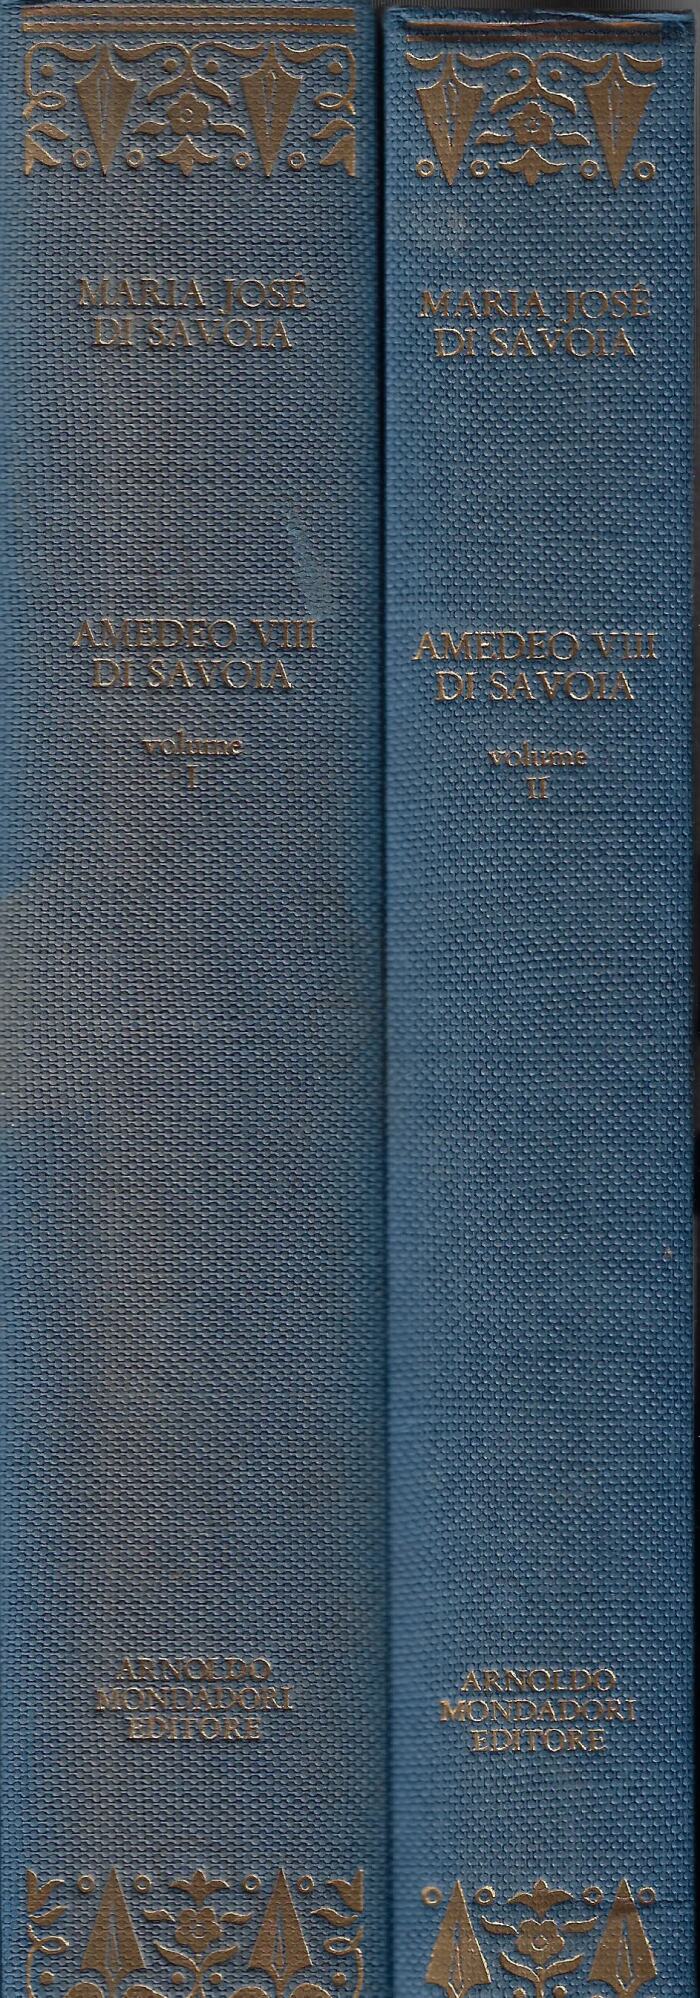 MARIA JOSÉ
DI SAVOIA
AMEDEO VIII
DI SAVOIA
volume
I
ARNOLDO
MONDADORI
EDITORE
MARIA JOSÉ
DI SAVOIA
AMEDEO VIII
DI SAVOIA
volume
II
ARNOLDO
MONDADORI
EDITORE